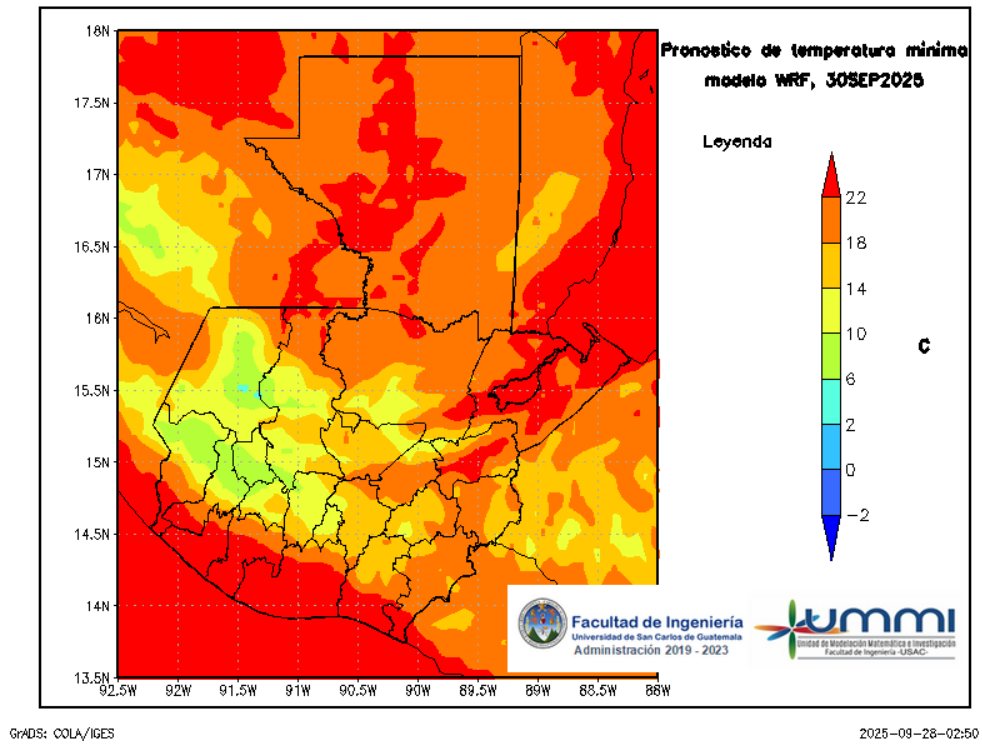 Pronostico de temperatura minima
modelo WRF, 30SEP2025
Leyenda
22
18
14
10
6
2
0
−2
C
18N
17.5N
17N
16.5N
16N
15.5N
15N
14.5N
14N
13.5N
92.5W
92W
91.5W
91W
90.5W
90W
89.5W
89W
88.5W
88W
Facultad de Ingeniería
Universidad de San Carlos de Guatemala
Administración 2019 - 2023
ummi
Unidad de Modelación Matemática e Investigación
Facultad de Ingeniería -USAC-
GrADS: COLA/IGES
2025-09-28-02:50